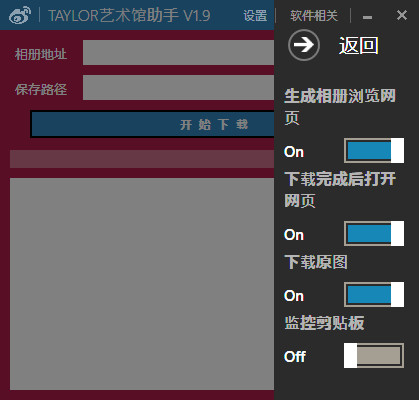 TAYLOR艺术馆助手 V1.9
设置
软件相关
返回
相册地址
保存路径
开始下载
生成相册浏览网
页
On
下载完成后打开
网页
On
下载原图
On
监控剪贴板
Off